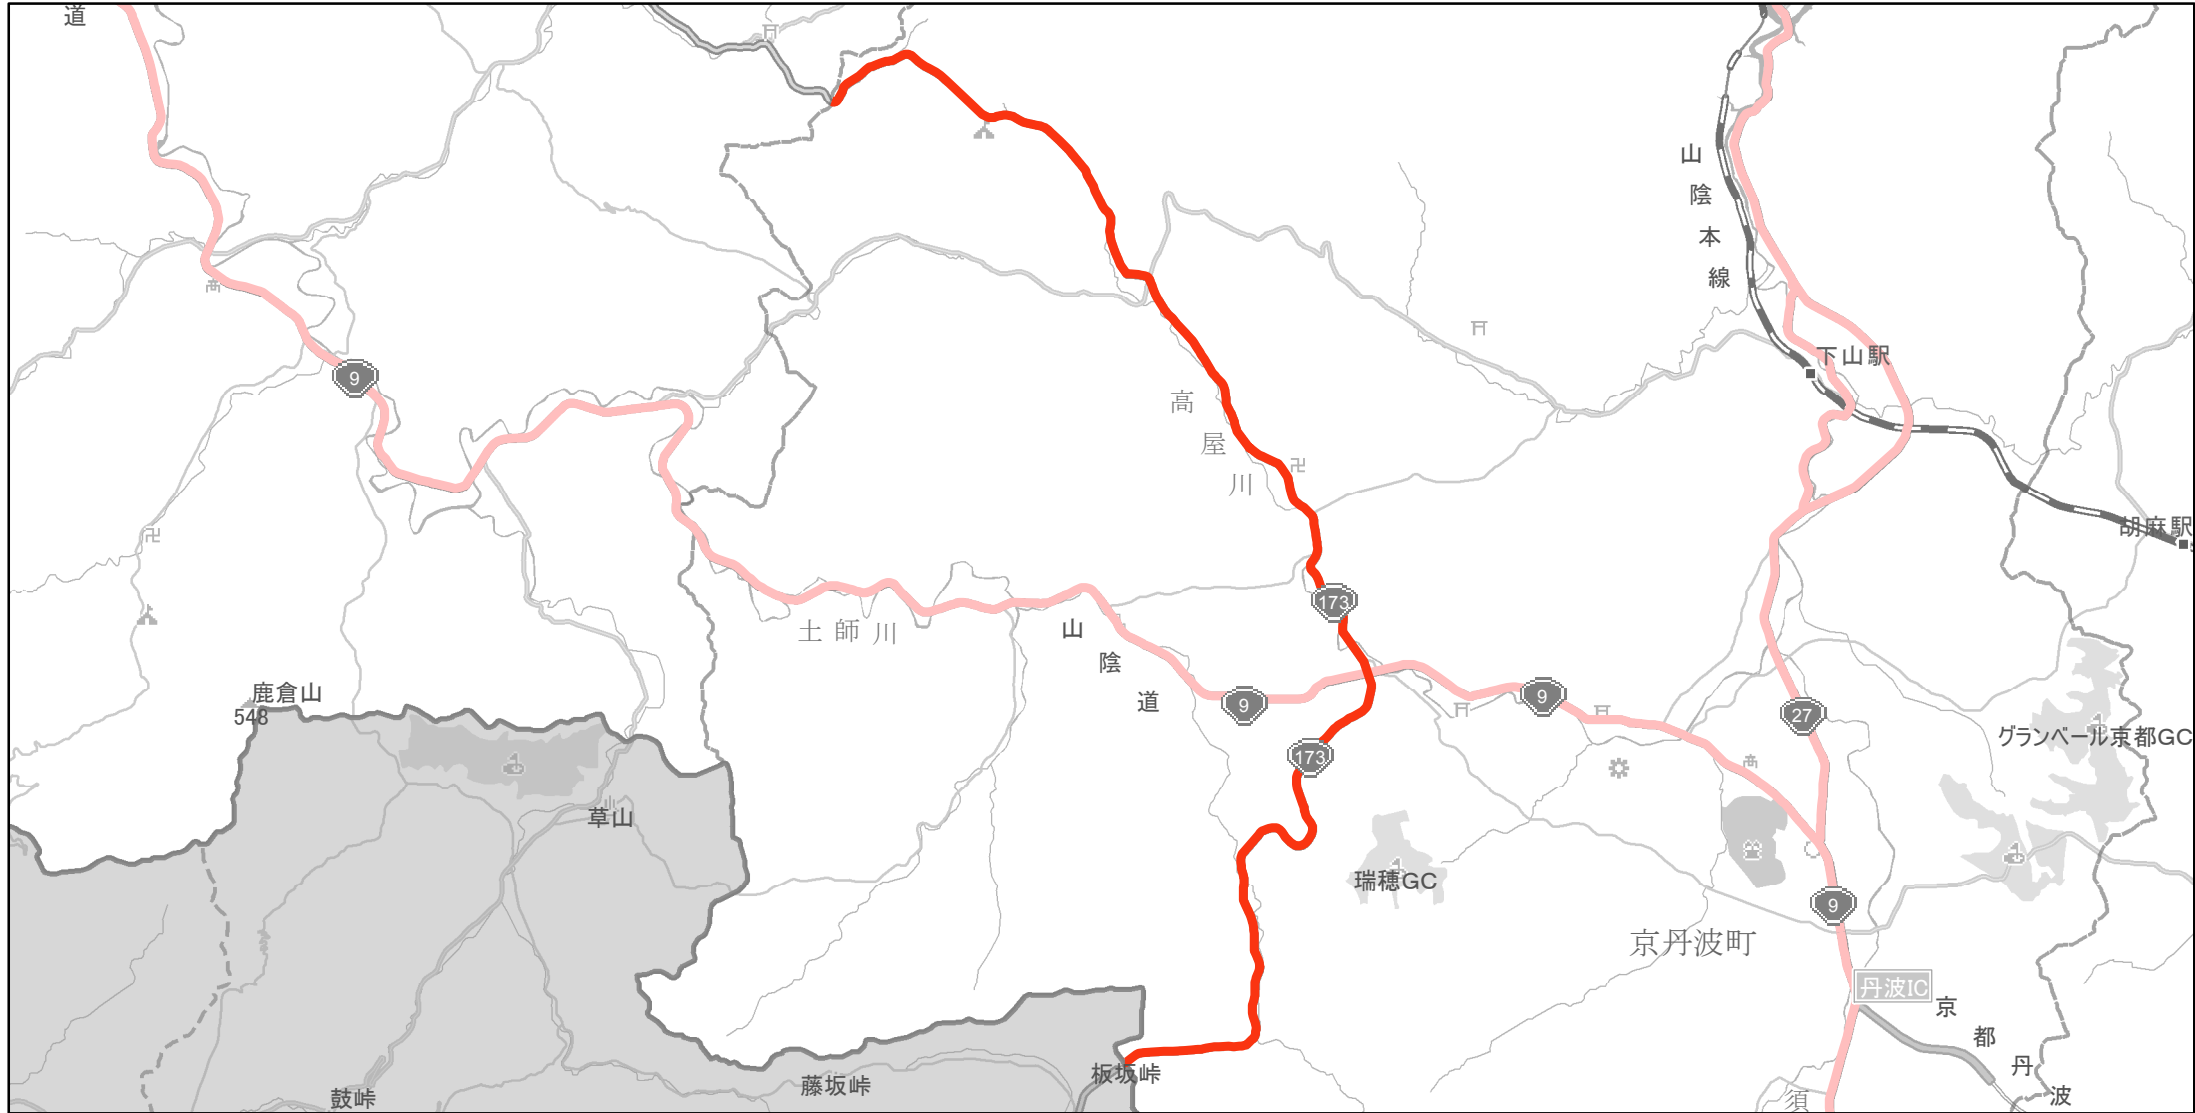 道
山陰本線
下山駅
9
高屋川
胡麻駅
173
土師川
山陰道
鹿倉山
548
9
9
27
グランベール京都GC
173
草山
瑞穂GC
9
京丹波町
丹波IC
京都丹波
板坂峠
藤坂峠
鼓峠
須